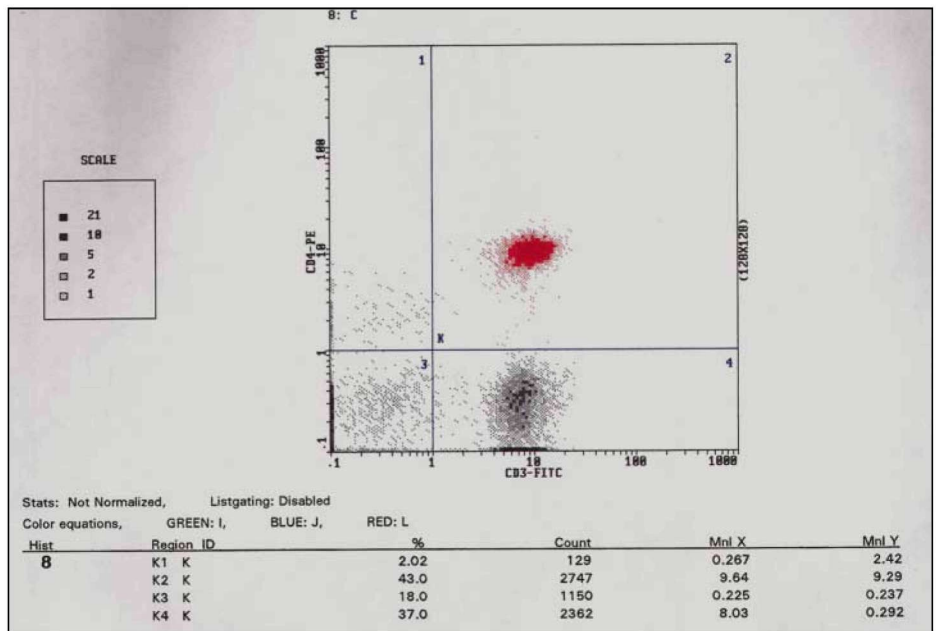 8: C
1000
1
2
100
SCALE
21
18
5
2
1
CD4-PE
10
(128X128)
K
1
3
4
.1
.1
1
10
100
1000
CD3-FITC
Stats: Not Normalized, Listgating: Disabled
Color equations, GREEN: I, BLUE: J, RED: L
Hist Region ID % Count MnI X MnI Y
8 K1 K 2.02 129 0.267 2.42
K2 K 43.0 2747 9.64 9.29
K3 K 18.0 1150 0.225 0.237
K4 K 37.0 2362 8.03 0.292